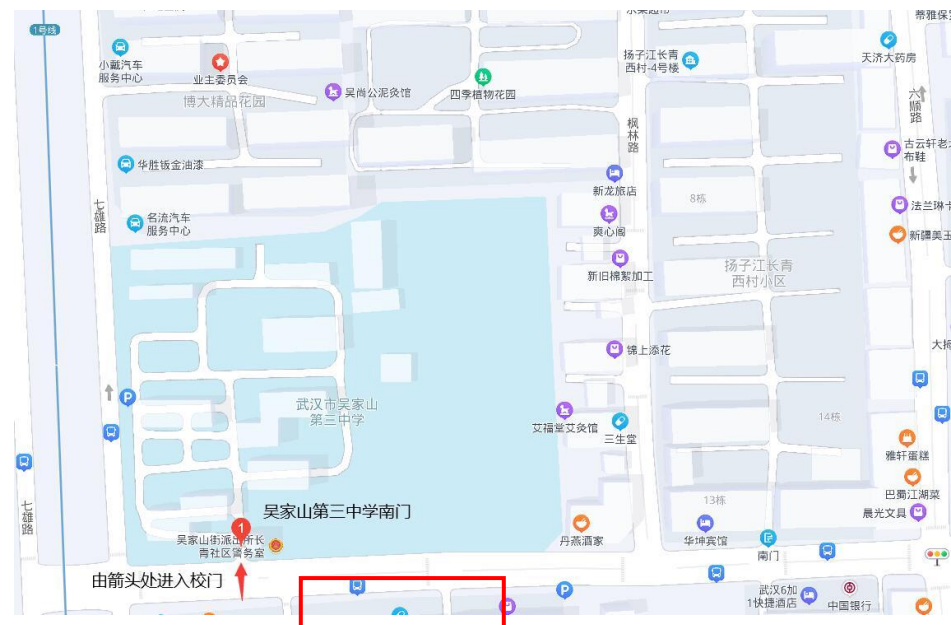 1号线
小戴汽车
服务中心
业主委员会
博大精品花园
吴尚公泥灸馆
四季植物花园
扬子江长青
西村-4号楼
天济大药房
枫林路
六顺路
华胜钣金油漆
古云轩老北
布鞋
新龙旅店
8栋
七雄路
名流汽车
服务中心
爽心阁
法兰琳卡
新疆美玉
新旧棉絮加工
扬子江长青
西村小区
锦上添花
P
武汉市吴家山
第三中学
艾福堂艾灸馆
三生堂
14栋
雅轩蛋糕
巴蜀江湖菜
七雄路
13栋
晨光文具
吴家山第三中学南门
1
吴家山街派出所长
青社区警务室
丹燕酒家
华坤宾馆
南门
由箭头处进入校门
P
武汉6加
1快捷酒店
中国银行